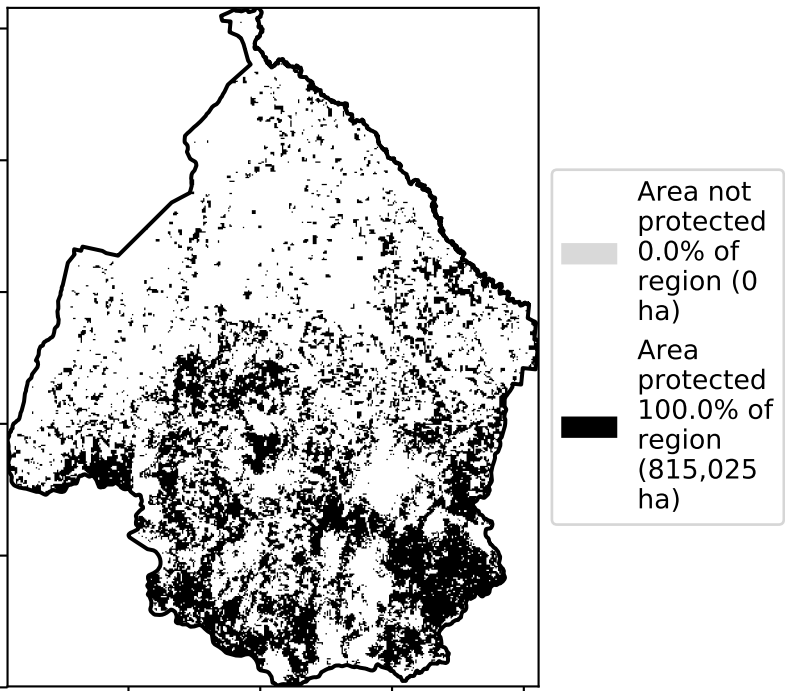 Area not
protected
0.0% of
region (0
ha)
Area
protected
100.0% of
region
(815,025
ha)